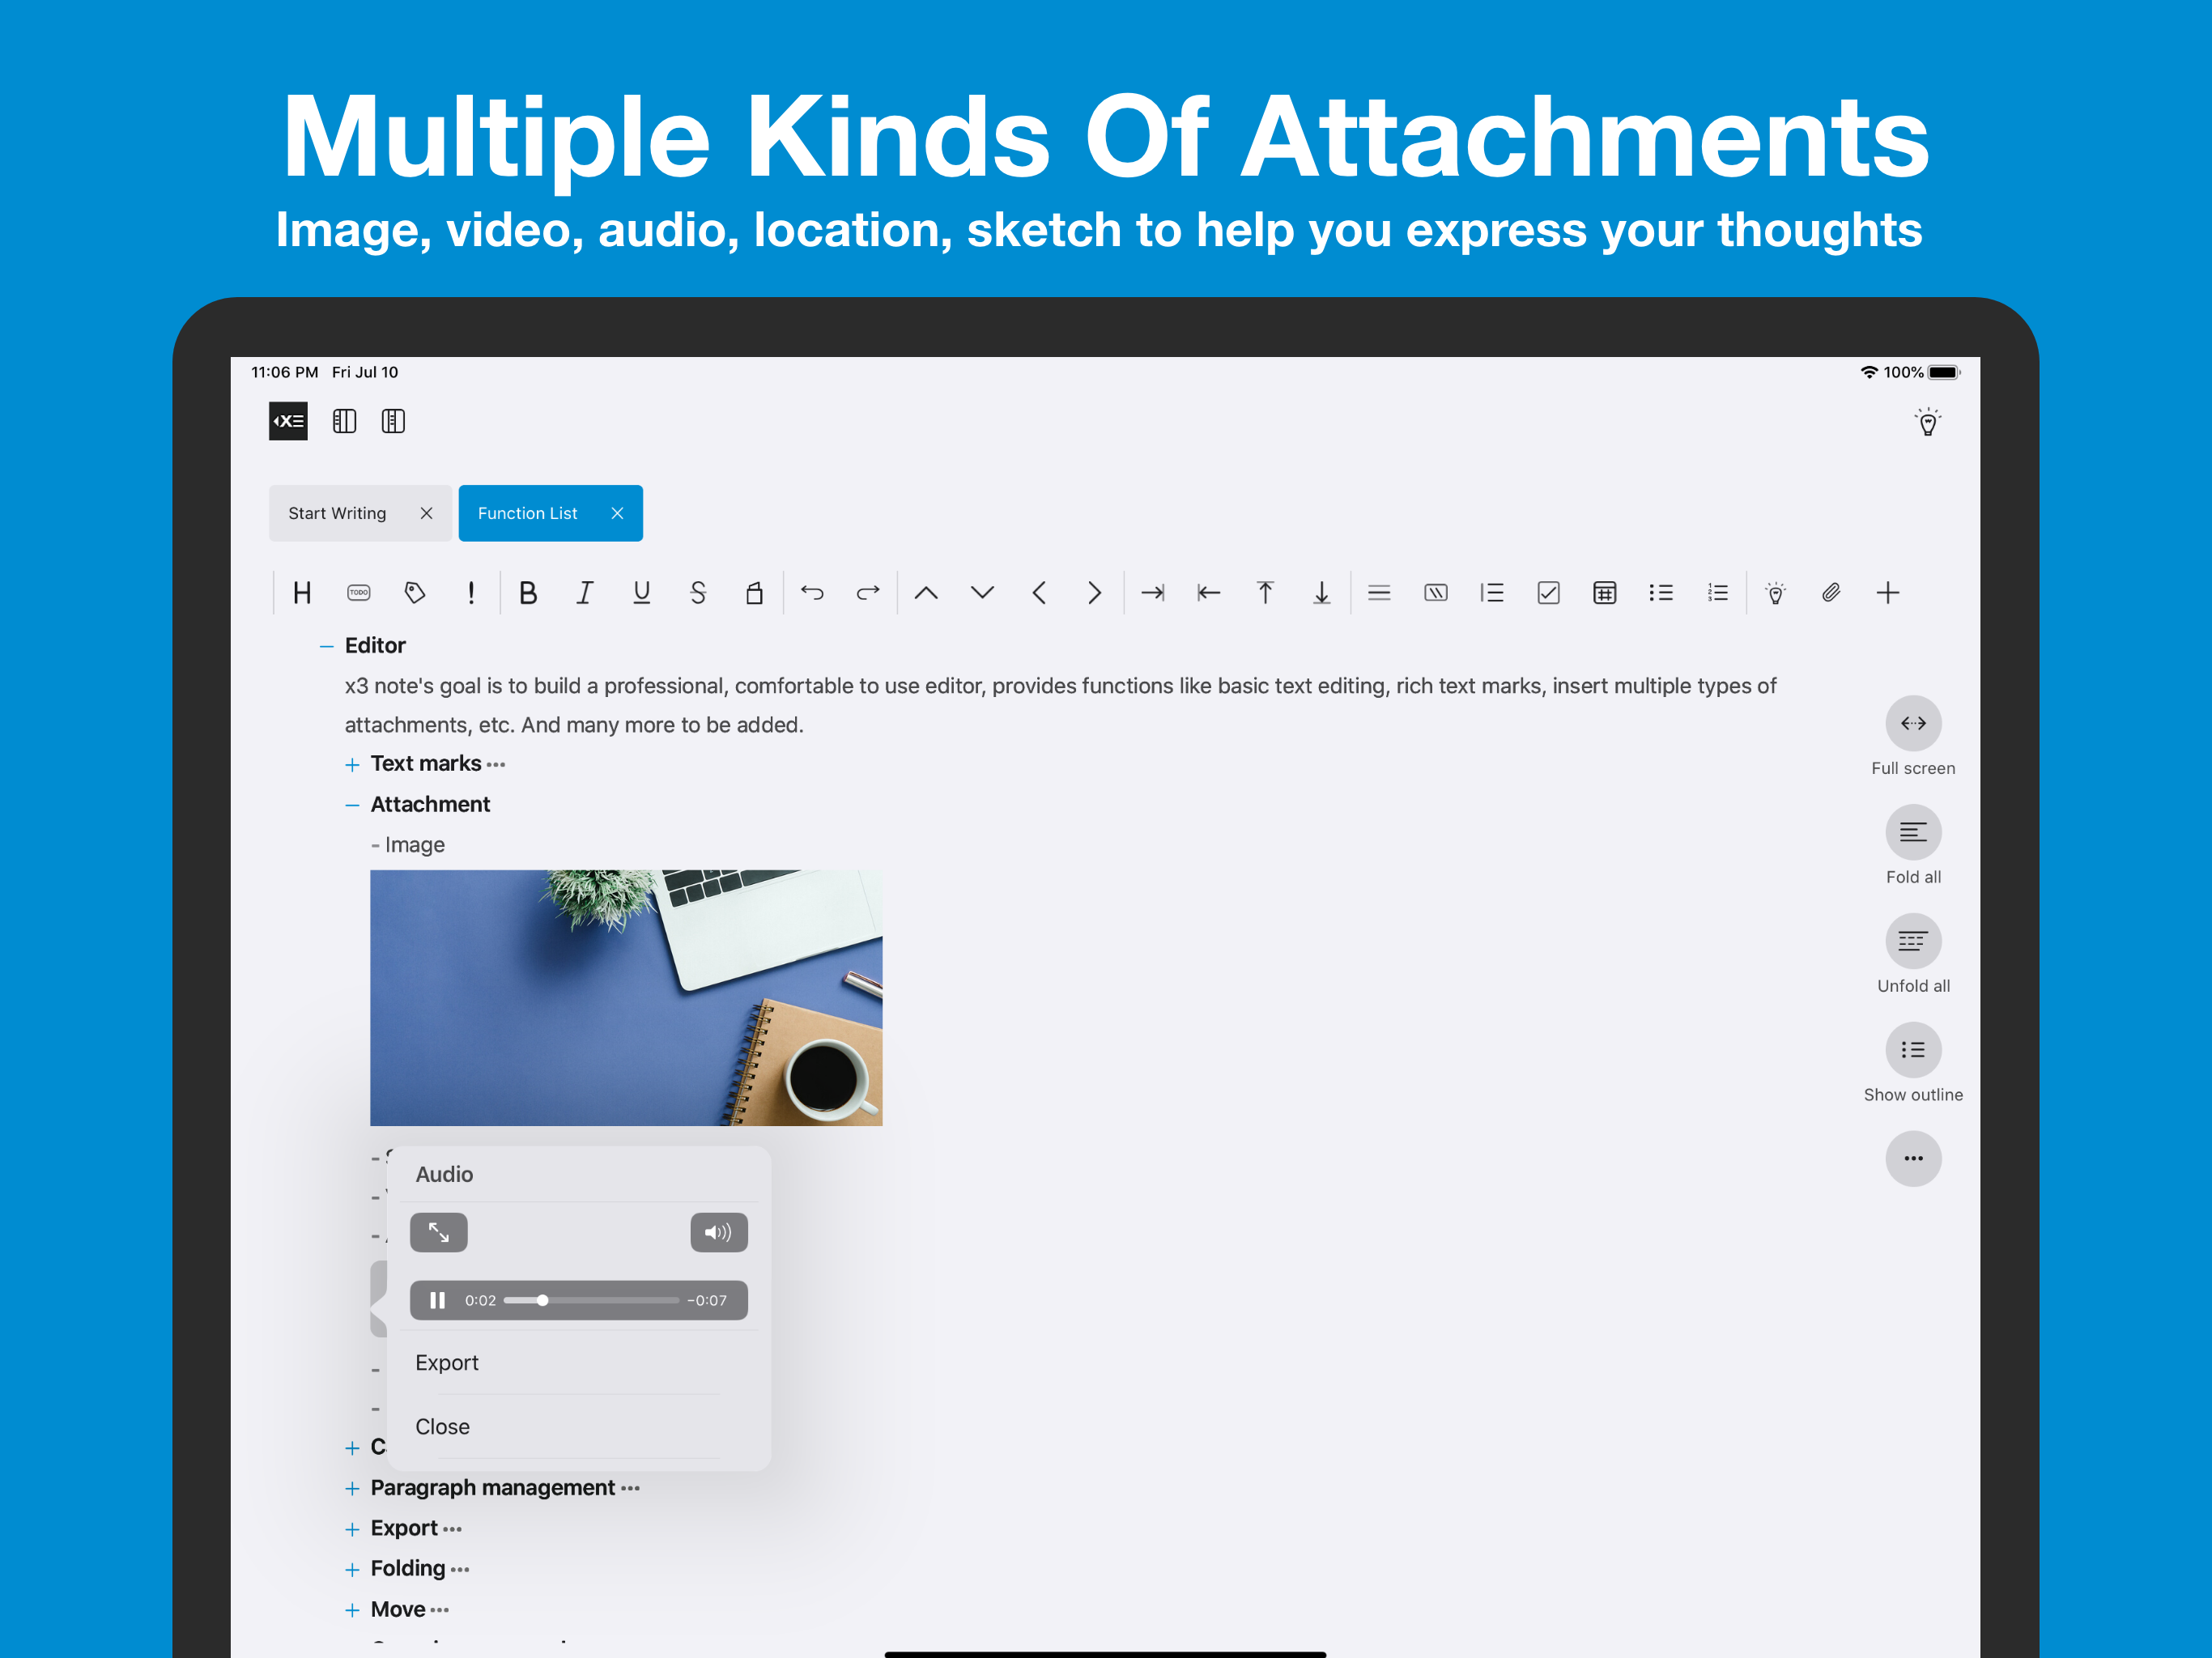 Multiple Kinds Of Attachments
Image, video, audio, location, sketch to help you express your thoughts
11:06 PM Fri Jul 10
100%
Start Writing
Function List
H TODO ! B I U S
Editor
x3 note's goal is to build a professional, comfortable to use editor, provides functions like basic text editing, rich text marks, insert multiple types of
attachments, etc. And many more to be added.
Full screen
+ Text marks •••
Attachment
- Image
Fold all
Unfold all
Show outline
Audio
0:02 -0:07
Export
Close
+ Paragraph management •••
+ Export •••
+ Folding •••
+ Move •••